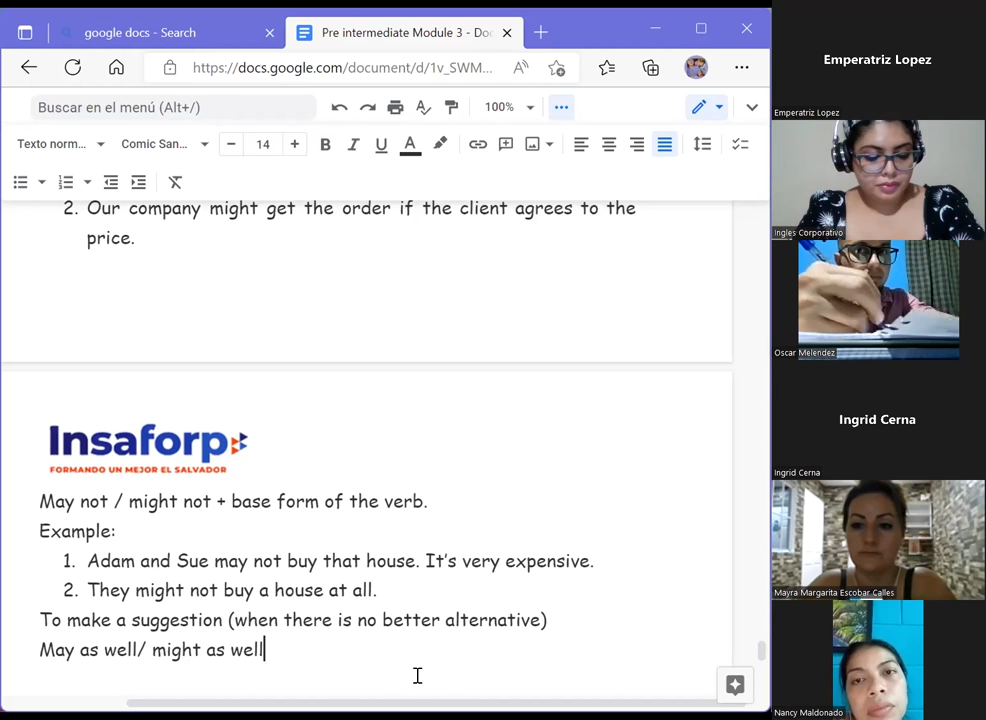 google docs - Search
Pre intermediate Module 3 - Doc
https://docs.google.com/document/d/1v_SWM...
Buscar en el menú (Alt+/)
100%
Texto norm...
Comic San...
14
2. Our company might get the order if the client agrees to the
price.
Insaforp
FORMANDO UN MEJOR EL SALVADOR
May not / might not + base form of the verb.
Example:
1. Adam and Sue may not buy that house. It's very expensive.
2. They might not buy a house at all.
To make a suggestion (when there is no better alternative)
May as well/ might as well
Emperatriz Lopez
Emperatriz Lopez
Ingles Corporativo
Oscar Melendez
Ingrid Cerna
Ingrid Cerna
Mayra Margarita Escobar Calles
Nancy Maldonado